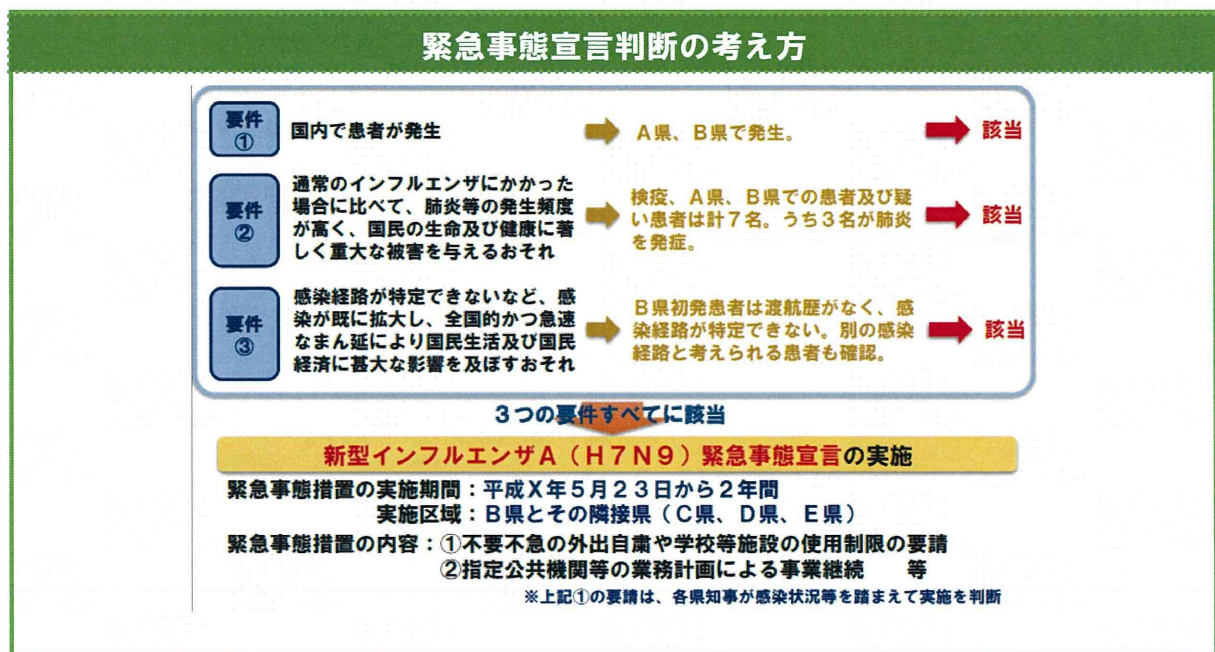 緊急事態宣言判断の考え方
要件
①
国内で患者が発生
A県、B県で発生。
該当
要件
②
通常のインフルエンザにかかった
場合に比べて、肺炎等の発生頻度
が高く、国民の生命及び健康に著
しく重大な被害を与えるおそれ
検疫、A県、B県での患者及び疑
い患者は計7名。うち3名が肺炎
を発症。
該当
要件
③
感染経路が特定できないなど、感
染が既に拡大し、全国的かつ急速
なまん延により国民生活及び国民
経済に甚大な影響を及ぼすおそれ
B県初発患者は渡航歴がなく、感
染経路が特定できない。別の感染
経路と考えられる患者も確認。
該当
3つの要件すべてに該当
新型インフルエンザA(H7N9)緊急事態宣言の実施
緊急事態措置の実施期間:平成X年5月23日から2年間
実施区域:B県とその隣接県(C県、D県、E県)
緊急事態措置の内容:①不要不急の外出自粛や学校等施設の使用制限の要請
②指定公共機関等の業務計画による事業継続 等
※上記①の要請は、各県知事が感染状況等を踏まえて実施を判断